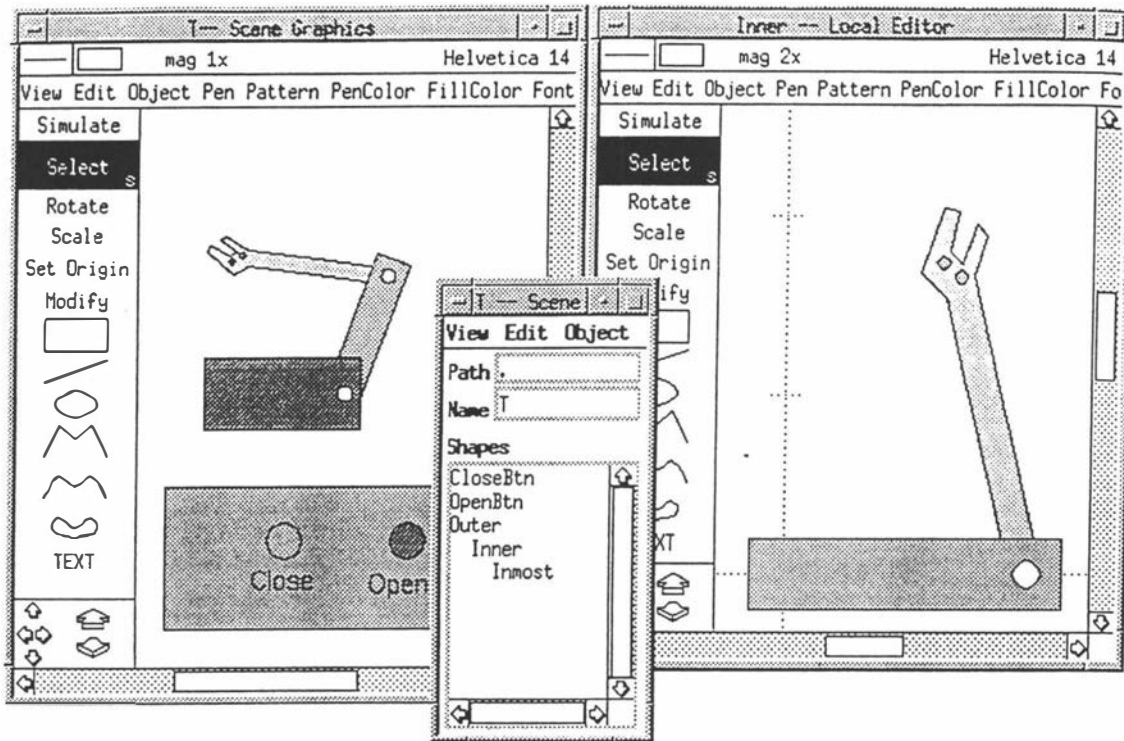 T-- Scene Graphics
mag 1x Helvetica 14
View Edit Object Pen Pattern PenColor FillColor Font
Simulate
Select s
Rotate
Scale
Set Origin
Modify
TEXT
Close Open
T -- Scene
View Edit Object
Path .
Name T
Shapes
CloseBtn
OpenBtn
Outer
Inner
Inmost
Inner -- Local Editor
mag 2x Helvetica 14
View Edit Object Pen Pattern PenColor FillColor Fo
Simulate
Select s
Rotate
Scale
Set Origin
ify
XT